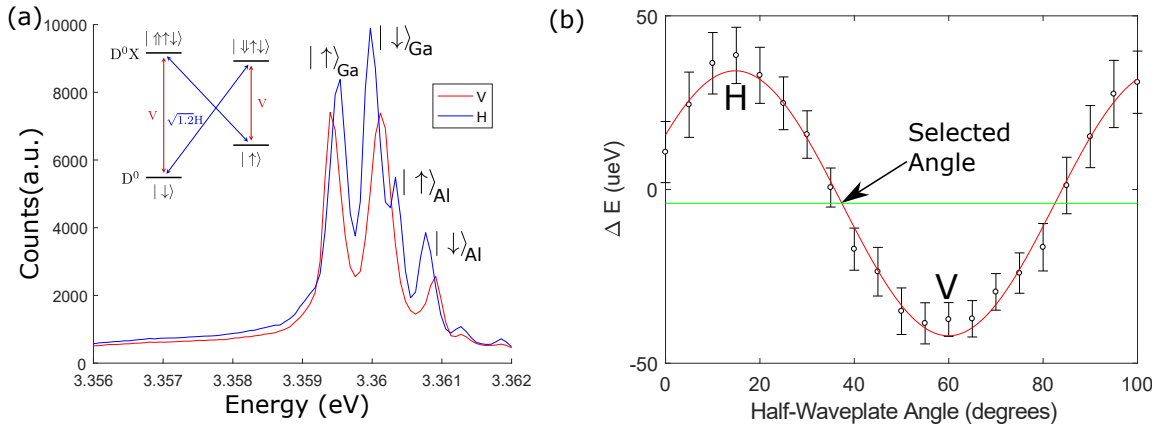 (a)
10000
8000
6000
4000
2000
0
Counts(a.u.)
3.356
3.357
3.358
3.359
3.36
3.361
3.362
Energy (eV)
D⁰X
|⇑↑↓⟩
|⇓↑↓⟩
V
√1.2H
V
D⁰
|↓⟩
|↑⟩
|↑⟩Ga
|↓⟩Ga
|↑⟩Al
|↓⟩Al
V
H
(b)
50
0
-50
Δ E (ueV)
H
Selected
Angle
V
0
20
40
60
80
100
Half-Waveplate Angle (degrees)